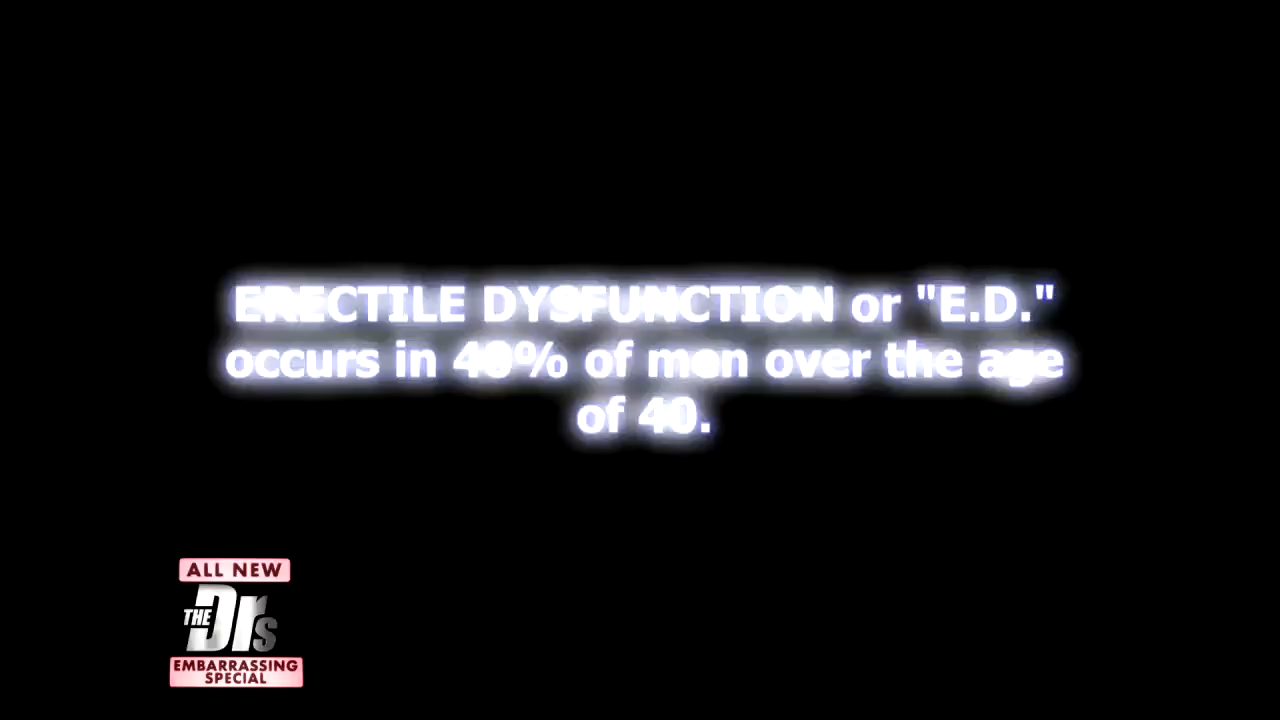 ERECTILE DYSFUNCTION or "E.D."
occurs in 40% of men over the age
of 40.
ALL NEW
THE Drs
EMBARRASSING
SPECIAL